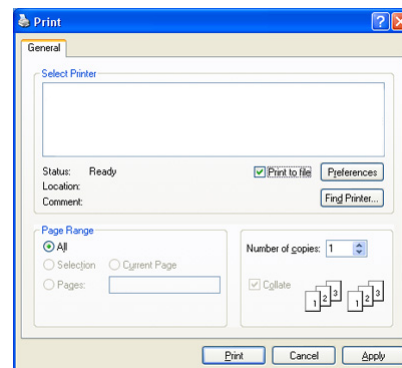 Print
General
Select Printer
Status: Ready
Print to file
Preferences
Location:
Comment:
Find Printer...
Page Range
All
Selection
Current Page
Pages:
Number of copies: 1
Collate
1 2 3 1 2 3
Print
Cancel
Apply